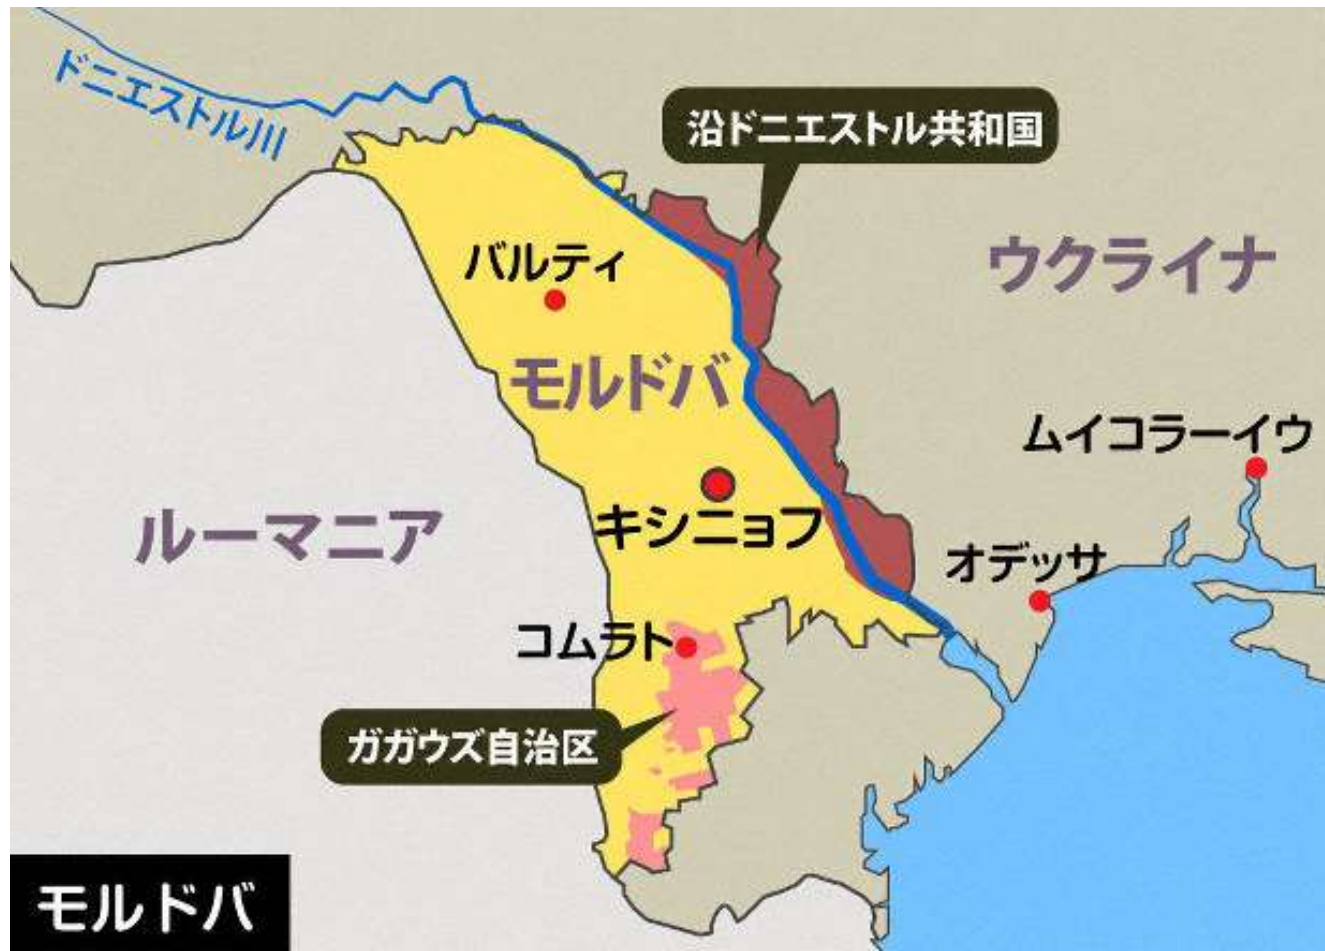 ドニエストル川
沿ドニエストル共和国
ウクライナ
バルティ
モルドバ
ムイコラーイウ
ルーマニア
キシニョフ
オデッサ
コムラト
ガガウズ自治区
モルドバ